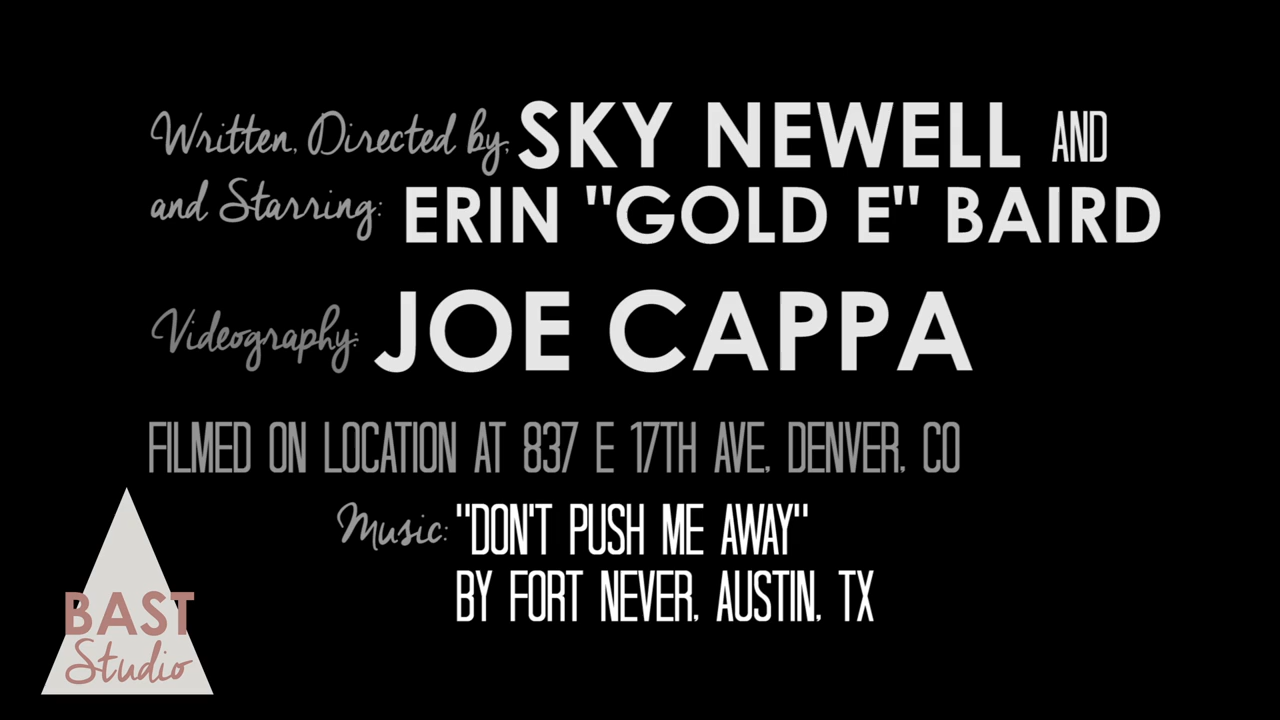 Written, Directed by, SKY NEWELL AND
and Starring: ERIN "GOLD E" BAIRD
Videography: JOE CAPPA
FILMED ON LOCATION AT 837 E 17TH AVE, DENVER, CO
Music: "DON'T PUSH ME AWAY"
BY FORT NEVER, AUSTIN, TX
BAST
Studio